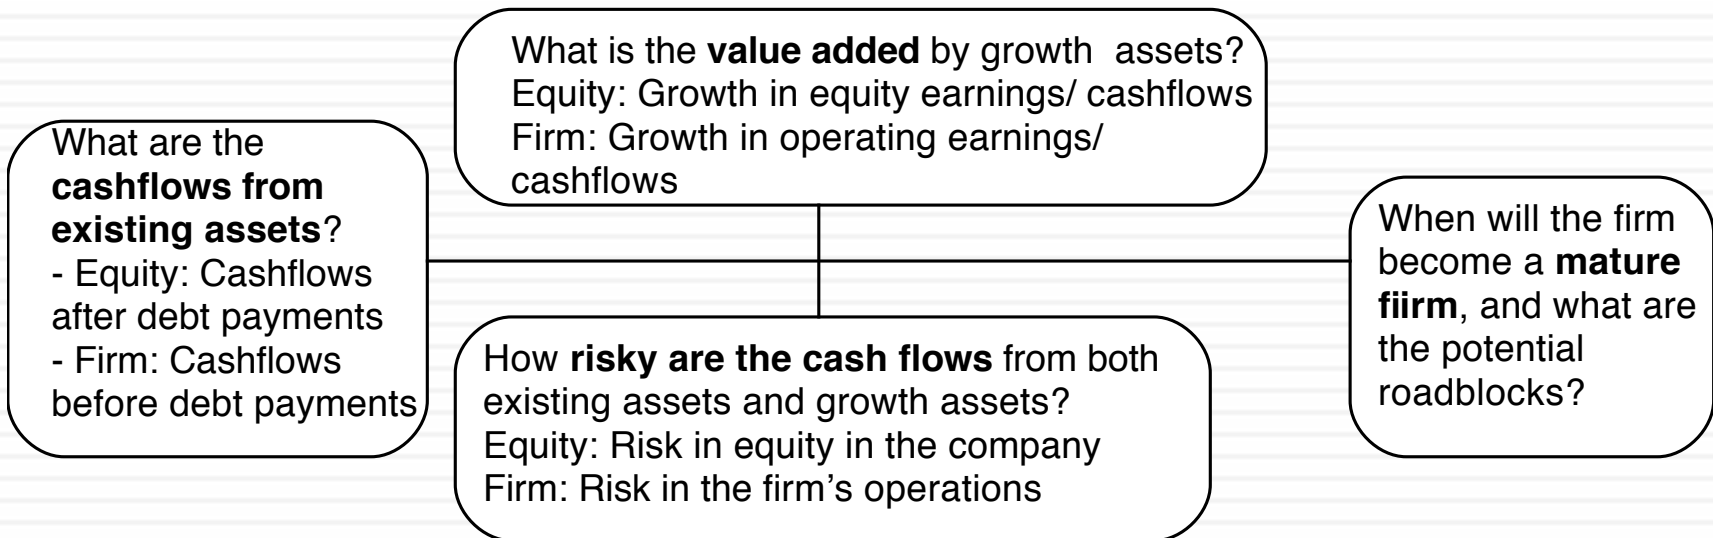 What is the value added by growth  assets?
Equity: Growth in equity earnings/ cashflows
Firm: Growth in operating earnings/
cashflows
What are the
cashflows from
existing assets?
- Equity: Cashflows
after debt payments
- Firm: Cashflows
before debt payments
When will the firm
become a mature
fiirm, and what are
the potential
roadblocks?
How risky are the cash flows from both
existing assets and growth assets?
Equity: Risk in equity in the company
Firm: Risk in the firm’s operations